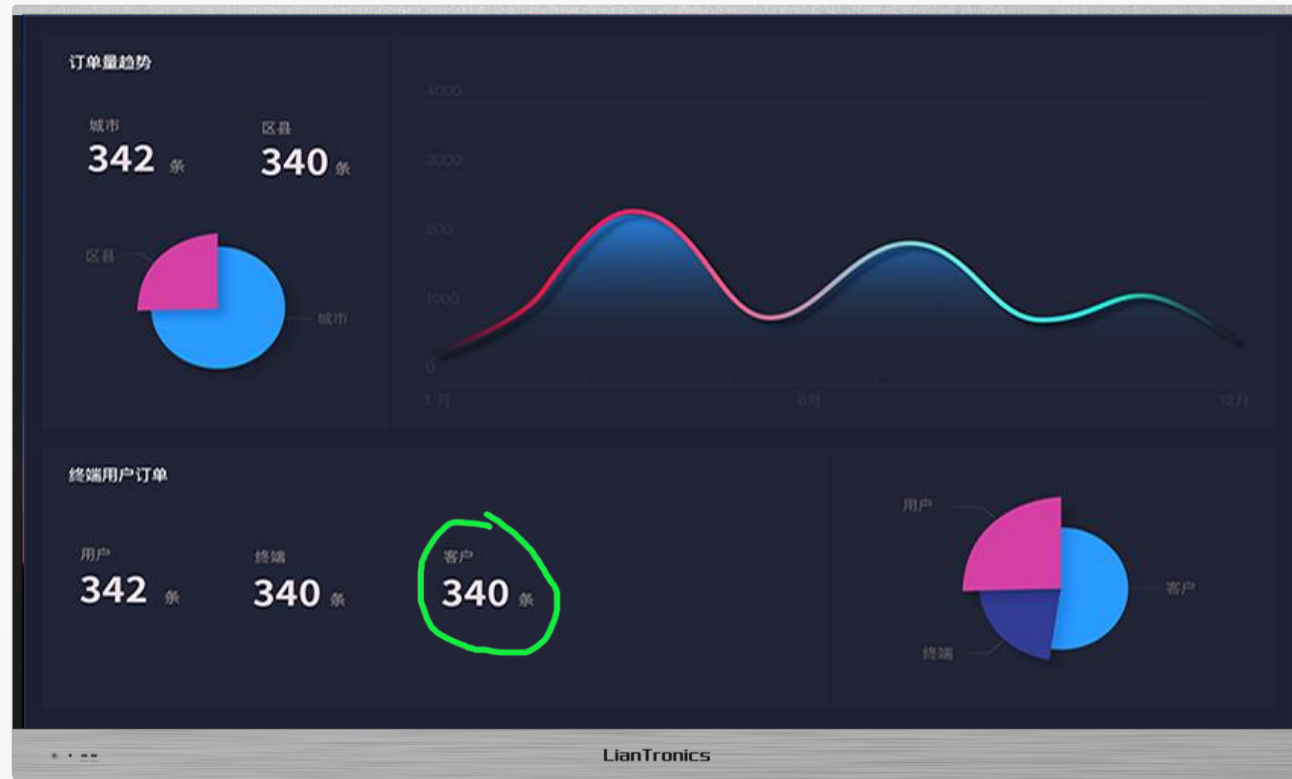 订单量趋势
城市
342 条
区县
340 条
区县
城市
4000
3000
200
1000
0
1 月
6月
12月
终端用户订单
用户
342 条
终端
340 条
客户
340 条
用户
客户
终端
LianTronics